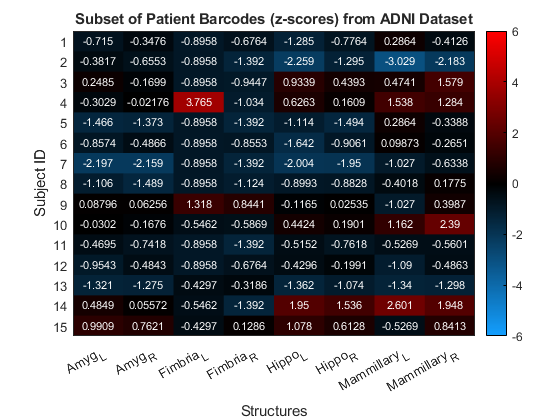 Subset of Patient Barcodes (z-scores) from ADNI Dataset
1 -0.715 -0.3476 -0.8958 -0.6764 -1.285 -0.7764 0.2864 -0.4126
2 -0.3817 -0.6553 -0.8958 -1.392 -2.259 -1.295 -3.029 -2.183
3 0.2485 -0.1699 -0.8958 -0.9447 0.9339 0.4393 0.4741 1.579
4 -0.3029 -0.02176 3.765 -1.034 0.6263 0.1609 1.538 1.284
5 -1.466 -1.373 -0.8958 -1.392 -1.114 -1.494 0.2864 -0.3388
6 -0.8574 -0.4866 -0.8958 -0.8553 -1.642 -0.9061 0.09873 -0.2651
7 -2.197 -2.159 -0.8958 -1.392 -2.004 -1.95 -1.027 -0.6338
8 -1.106 -1.489 -0.8958 -1.124 -0.8993 -0.8828 -0.4018 0.1775
9 0.08796 0.06256 1.318 0.8441 -0.1165 0.02535 -1.027 0.3987
10 -0.0302 -0.1676 -0.5462 -0.5869 0.4424 0.1901 1.162 2.39
11 -0.4695 -0.7418 -0.8958 -1.392 -0.5152 -0.7618 -0.5269 -0.5601
12 -0.9543 -0.4843 -0.8958 -0.6764 -0.4296 -0.1991 -1.09 -0.4863
13 -1.321 -1.275 -0.4297 -0.3186 -1.362 -1.074 -1.34 -1.298
14 0.4849 0.05572 -0.5462 -1.392 1.95 1.536 2.601 1.948
15 0.9909 0.7621 -0.4297 0.1286 1.078 0.6128 -0.5269 0.8413
Amyg_L Amyg_R Fimbria_L Fimbria_R Hippo_L Hippo_R Mammillary_L Mammillary_R
Structures
Subject ID
6
4
2
0
-2
-4
-6